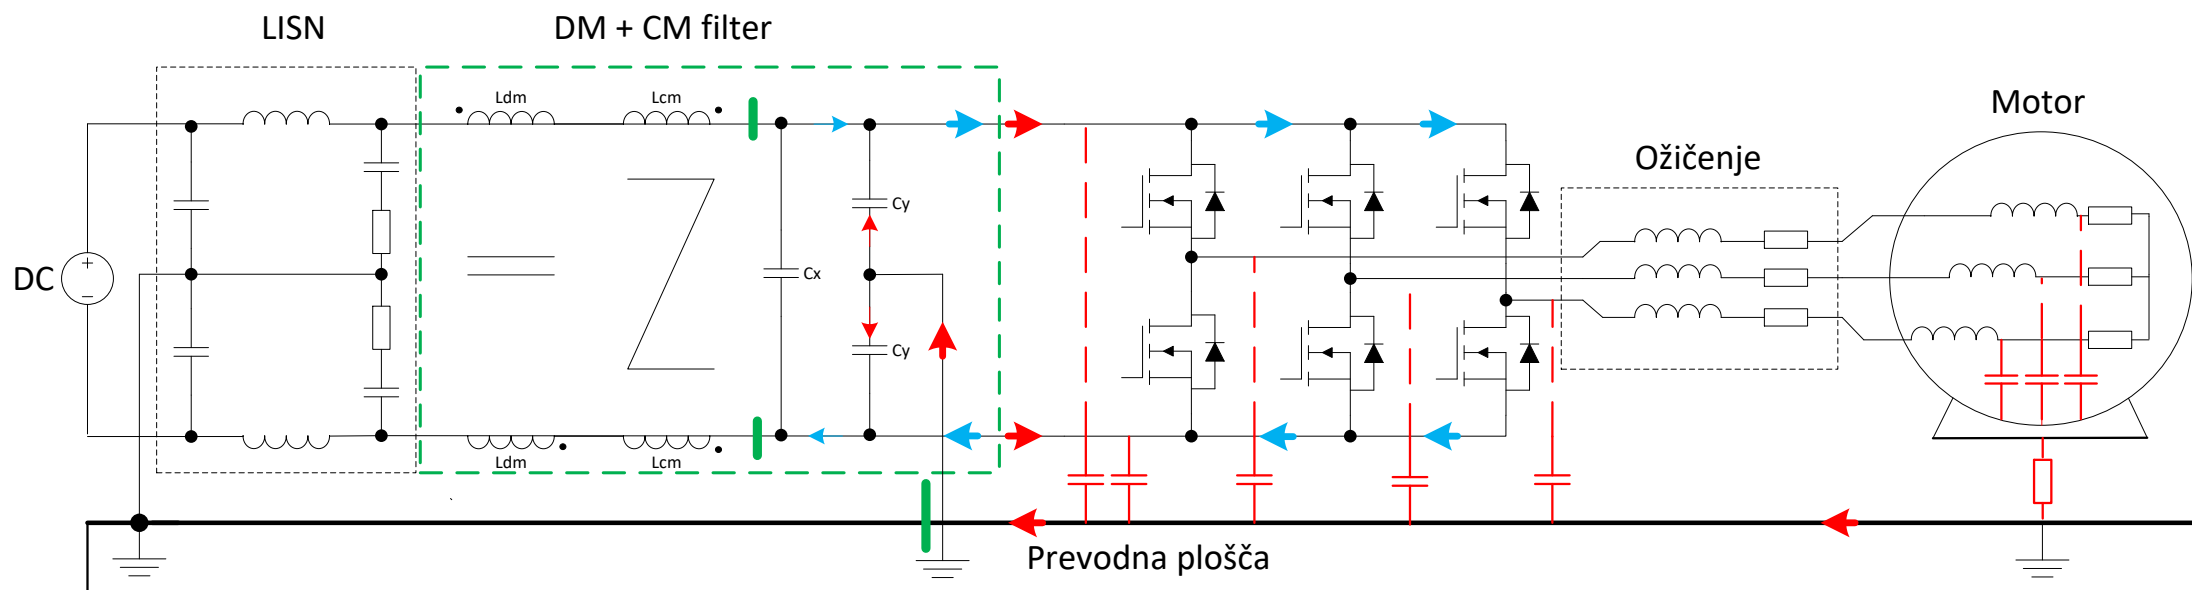 LISN
DM + CM filter
Motor
Ldm
Lcm
Ožičenje
Cy
DC
Cx
Cy
Ldm
Lcm
Prevodna plošča